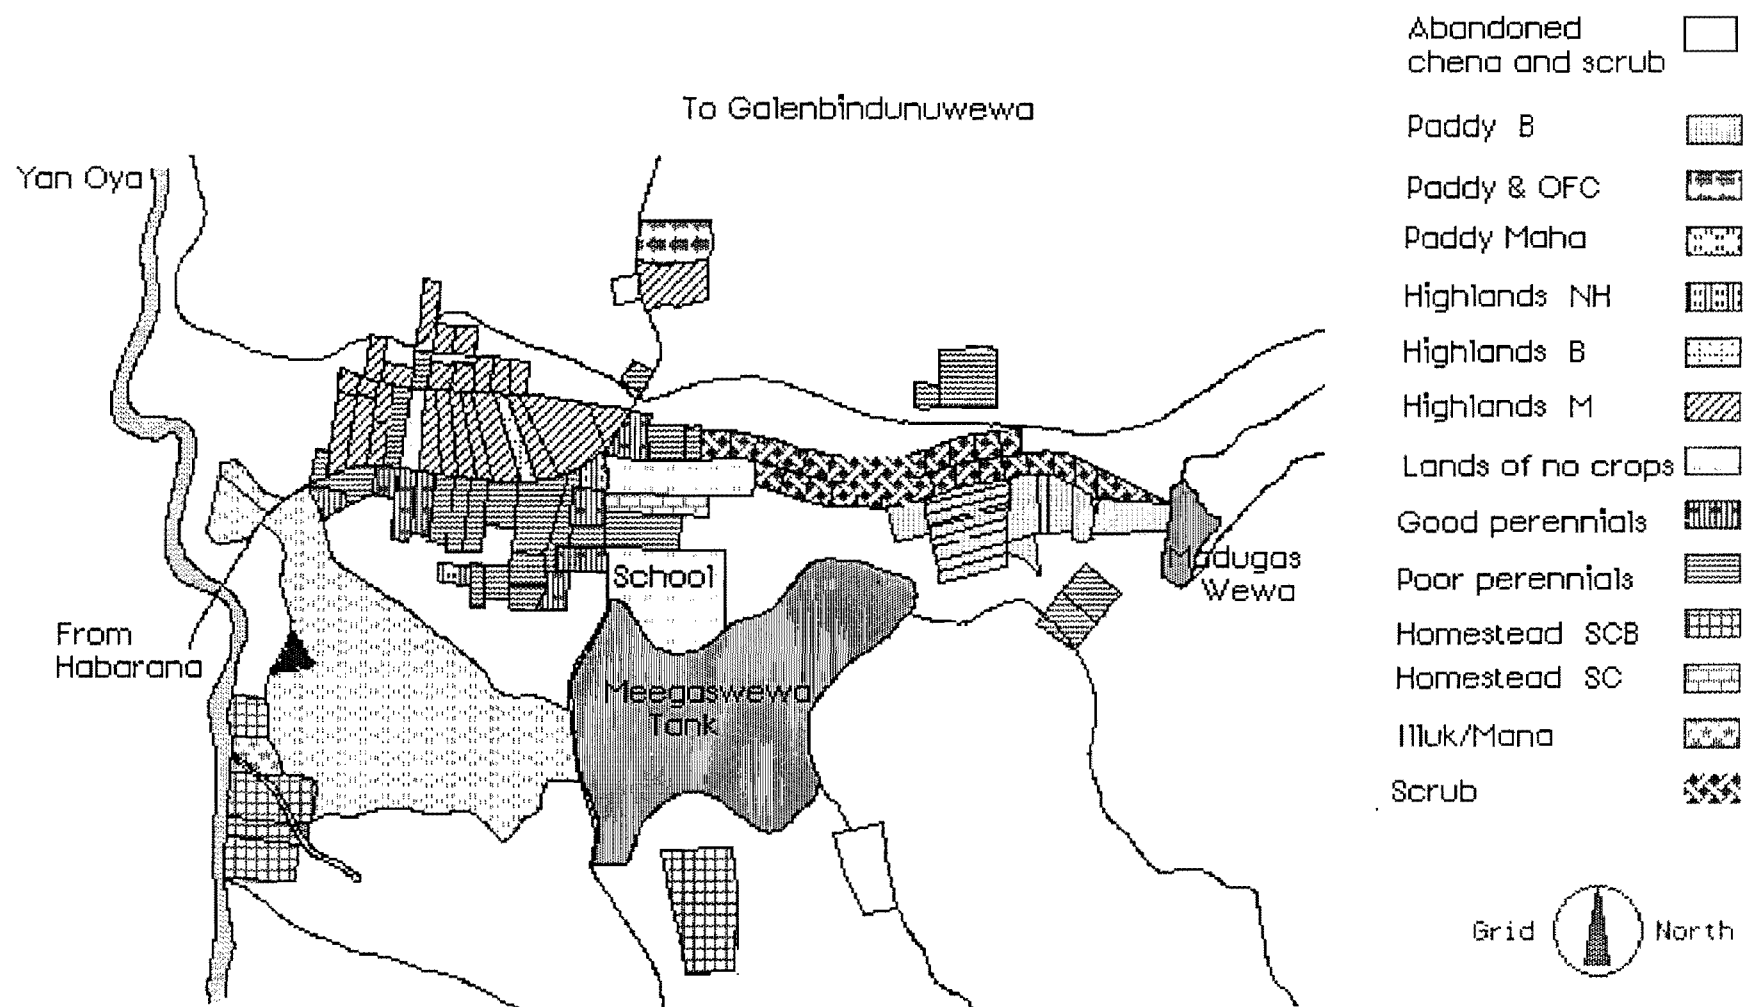 To Galenbindunuwewa
Yan Oya
School
Madugas
Wewa
From
Habarana
Meegaswewa
Tank
Abandoned
chena and scrub
Paddy B
Paddy & OFC
Paddy Maha
Highlands NH
Highlands B
Highlands M
Lands of no crops
Good perennials
Poor perennials
Homestead SCB
Homestead SC
Illuk/Mana
Scrub
Grid North